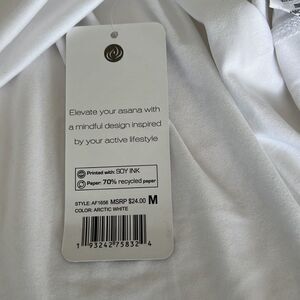 Elevate your asana with
a mindful design inspired
by your active lifestyle
Printed with: SOY INK
Paper: 70% recycled paper
STYLE: AF1656 MSRP $24.00 M
COLOR: ARCTIC WHITE
1 93242 75832 4